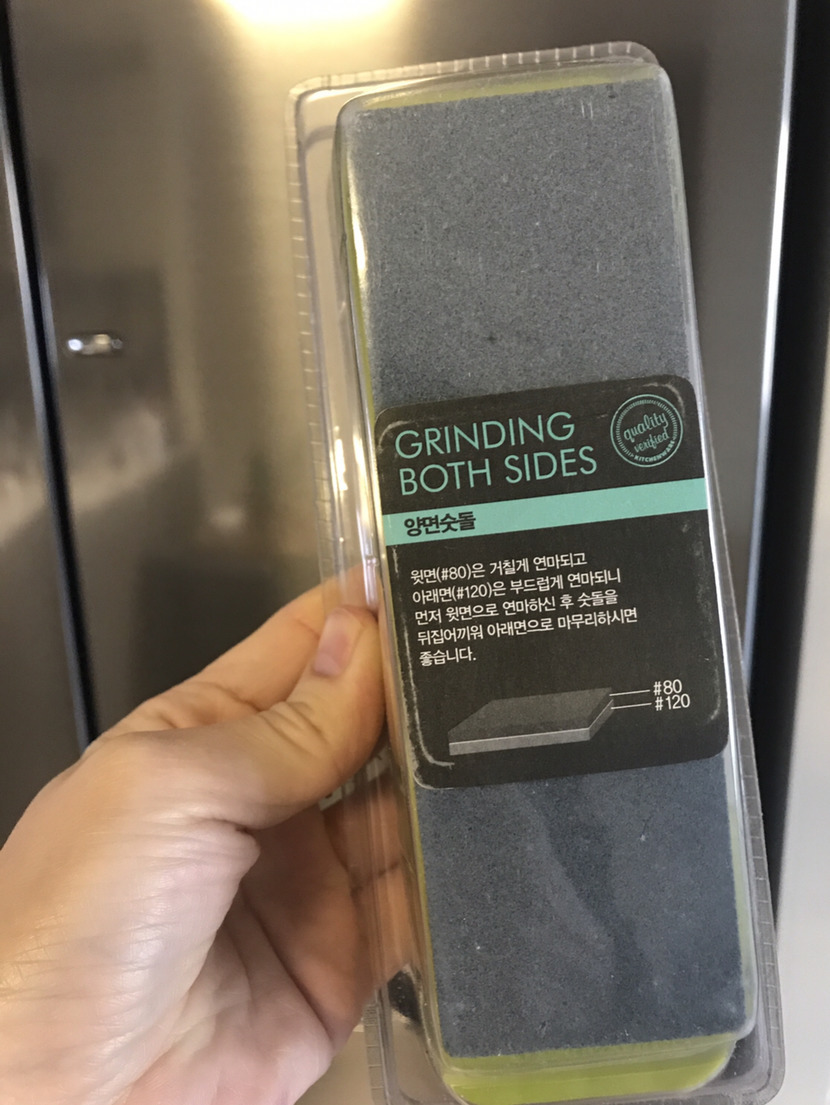 GRINDING
BOTH SIDES
quality
verified
KITCHENWARE
양면숫돌
윗면(#80)은 거칠게 연마되고
아래면(#120)은 부드럽게 연마되니
먼저 윗면으로 연마하신 후 숫돌을
뒤집어끼워 아래면으로 마무리하시면
좋습니다.
#80
#120